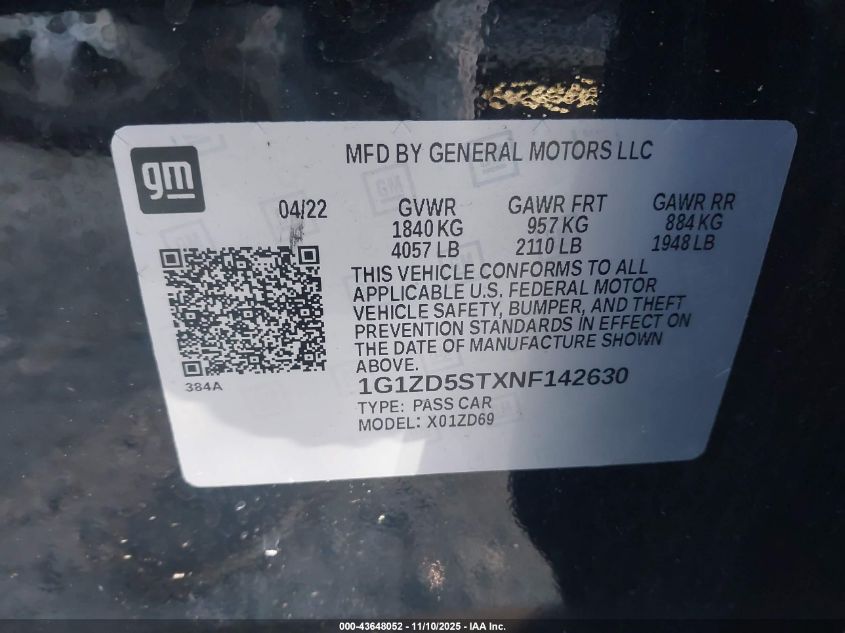 gm
MFD BY GENERAL MOTORS LLC
04/22
GVWR GAWR FRT GAWR RR
1840 KG 957 KG 884 KG
4057 LB 2110 LB 1948 LB
THIS VEHICLE CONFORMS TO ALL
APPLICABLE U.S. FEDERAL MOTOR
VEHICLE SAFETY, BUMPER, AND THEFT
PREVENTION STANDARDS IN EFFECT ON
THE DATE OF MANUFACTURE SHOWN
ABOVE.
384A
1G1ZD5STXNF142630
TYPE: PASS CAR
MODEL: X01ZD69
000-43648052 - 11/10/2025 - IAA Inc.